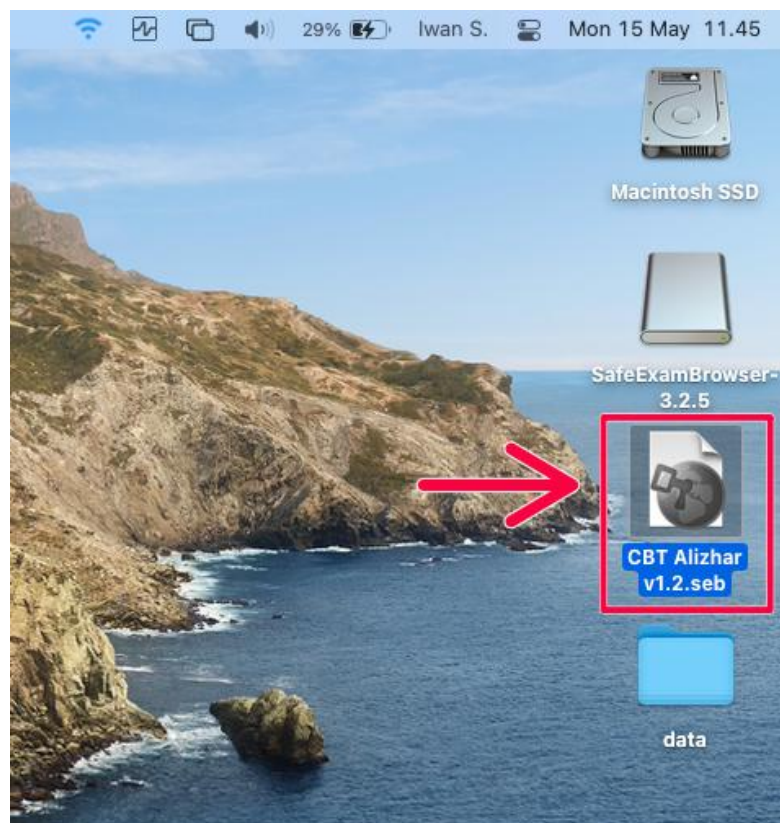 29% Iwan S. Mon 15 May 11.45
Macintosh SSD
SafeExamBrowser-
3.2.5
CBT Alizhar
v1.2.seb
data